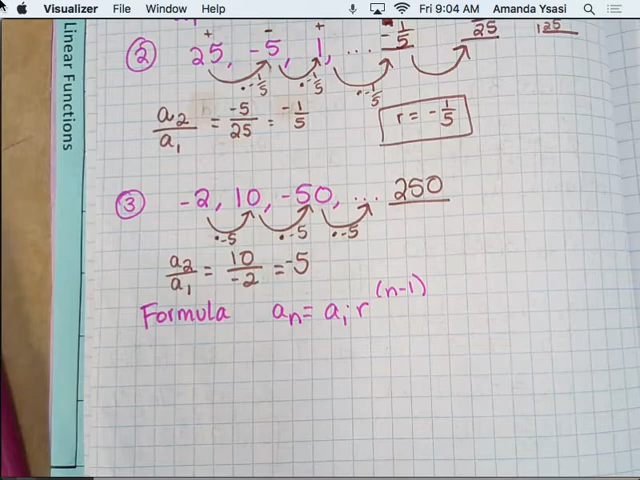 Visualizer File Window Help Fri 9:04 AM Amanda Ysasi
Linear Functions
+ - +
② 25, -5, 1, ... -1/5 25 125
·-1/5 ·-1/5 ·-1/5
a₂/a₁ = -5/25 = -1/5 r = -1/5
③ -2, 10, -50, ... 250
·-5 ·-5 ·-5
a₂/a₁ = 10/-2 = -5
Formula aₙ = a₁·r⁽ⁿ⁻¹⁾